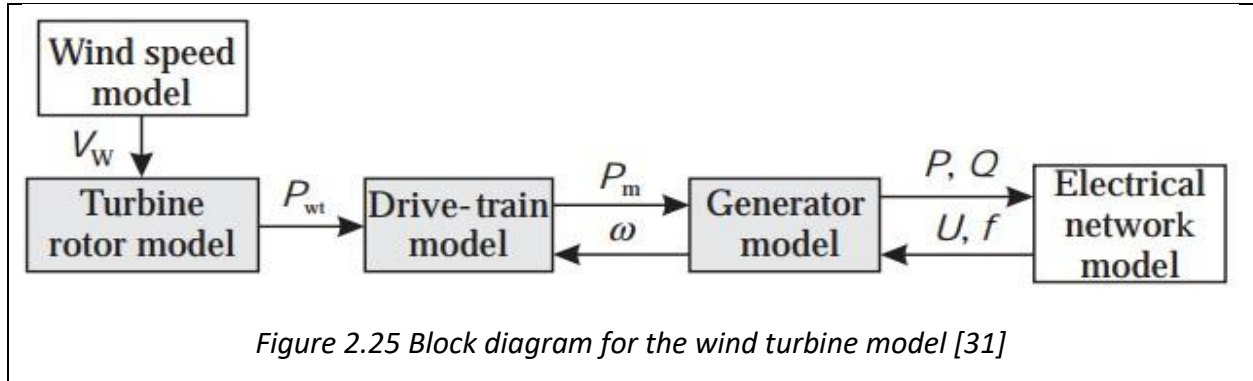 Wind speed
model
V_W
Turbine
rotor model
P_wt
Drive-train
model
P_m
ω
Generator
model
P, Q
U, f
Electrical
network
model
Figure 2.25 Block diagram for the wind turbine model [31]